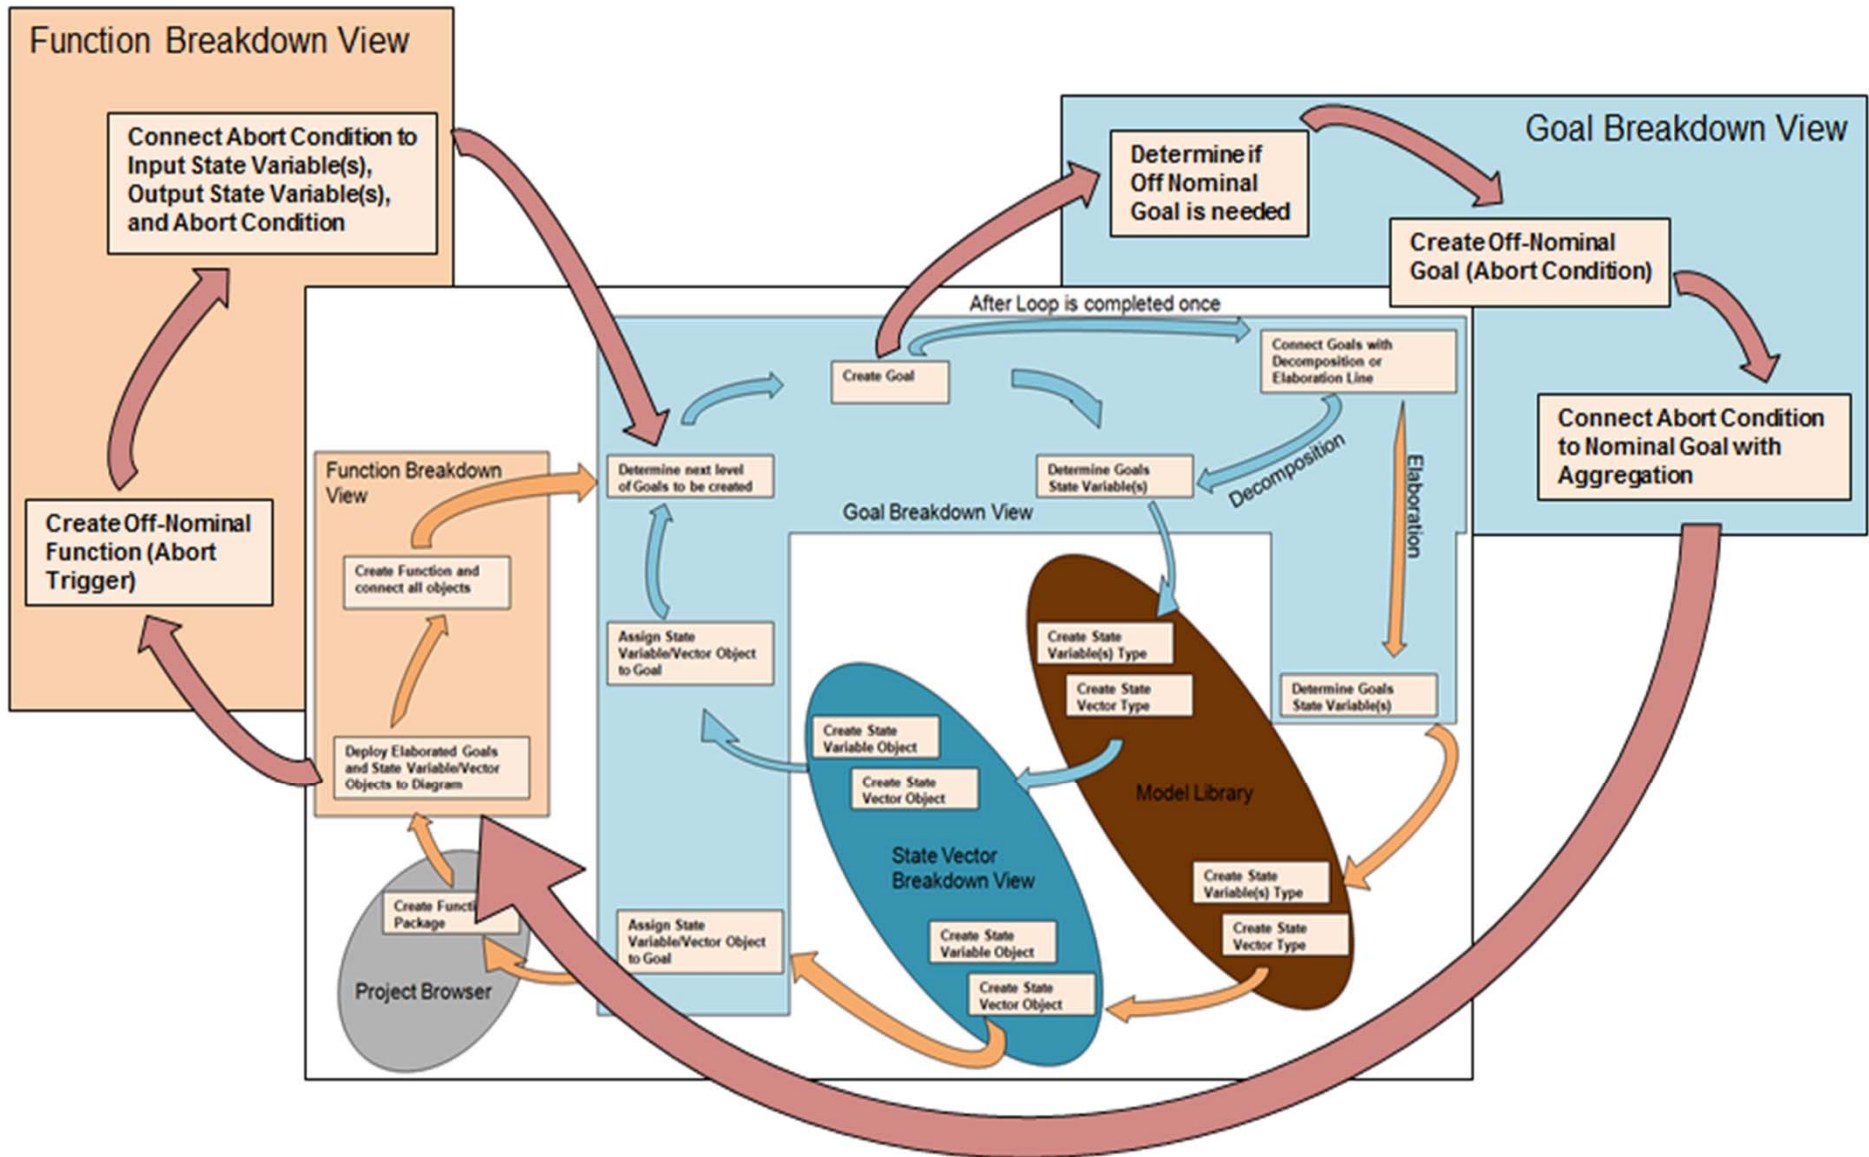 Function Breakdown View
Connect Abort Condition to
Input State Variable(s),
Output State Variable(s),
and Abort Condition
Create Off-Nominal
Function (Abort
Trigger)
Goal Breakdown View
Determine if
Off Nominal
Goal is needed
Create Off-Nominal
Goal (Abort Condition)
Connect Abort Condition
to Nominal Goal with
Aggregation
After Loop is completed once
Create Goal
Connect Goals with
Decomposition or
Elaboration Line
Determine next level
of Goals to be created
Determine Goals
State Variable(s)
Decomposition
Elaboration
Goal Breakdown View
Function Breakdown
View
Create Function and
connect all objects
Deploy Elaborated Goals
and State Variable/Vector
Objects to Diagram
Assign State
Variable/Vector Object
to Goal
Create State
Variable(s) Type
Create State
Vector Type
Determine Goals
State Variable(s)
Create State
Variable Object
Create State
Vector Object
Model Library
State Vector
Breakdown View
Create State
Variable(s) Type
Create State
Vector Type
Create State
Variable Object
Create State
Vector Object
Assign State
Variable/Vector Object
to Goal
Create Functi
Package
Project Browser